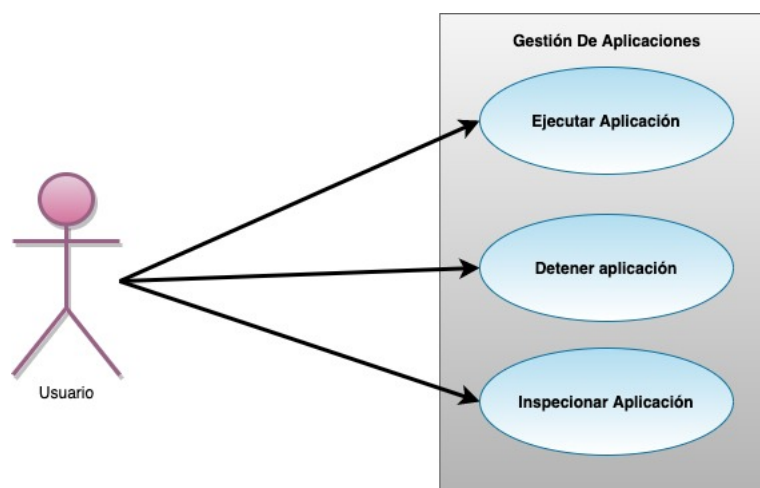 Gestión De Aplicaciones
Ejecutar Aplicación
Detener aplicación
Inspecionar Aplicación
Usuario